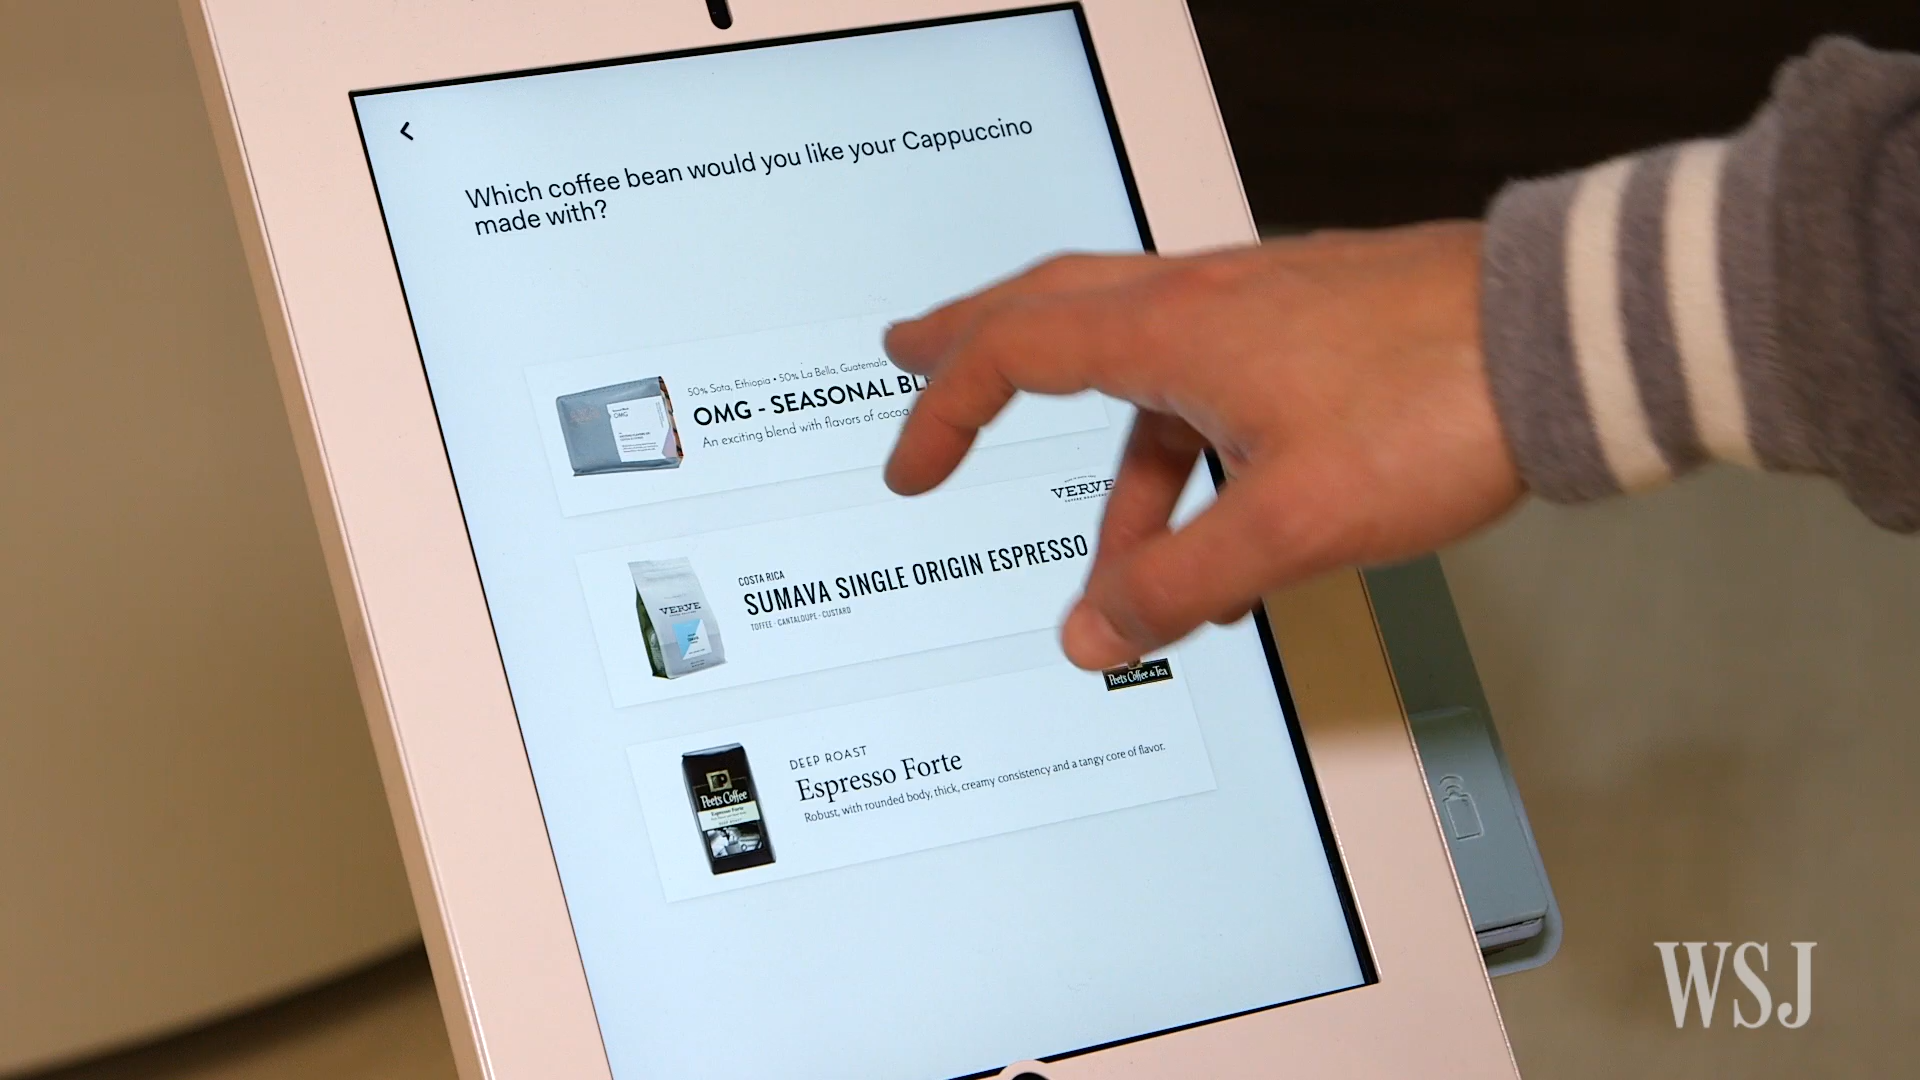 Which coffee bean would you like your Cappuccino
made with?
50% Sota, Ethiopia • 50% La Bella, Guatemala
OMG - SEASONAL
An exciting blend with flavors of cocoa
OMG
VERVE
COSTA RICA
SUMAVA SINGLE ORIGIN ESPRESSO
TOFFEE · CANTALOUPE · CUSTARD
VERVE
Peet's Coffee & Tea
DEEP ROAST
Espresso Forte
Robust, with rounded body, thick, creamy consistency and a tangy core of flavor.
Peet's Coffee
Espresso Forte
WSJ